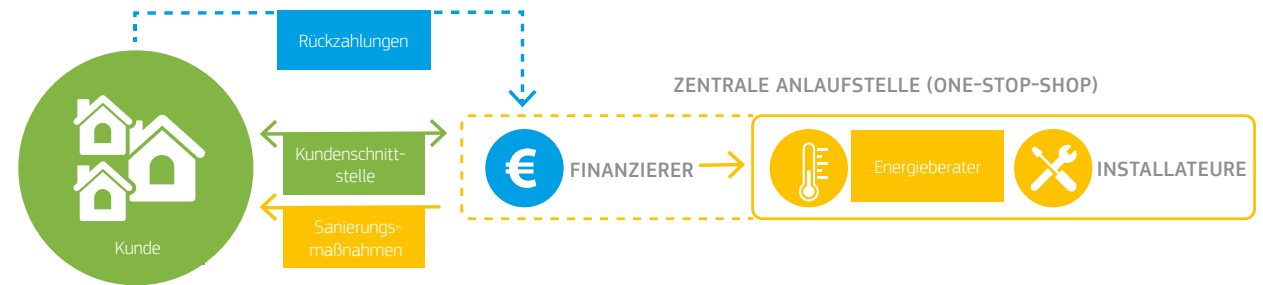 Rückzahlungen
ZENTRALE ANLAUFSTELLE (ONE-STOP-SHOP)
Kundenschnitt-
stelle
€
FINANZIERER
Energieberater
INSTALLATEURE
Sanierungs-
maßnahmen
Kunde